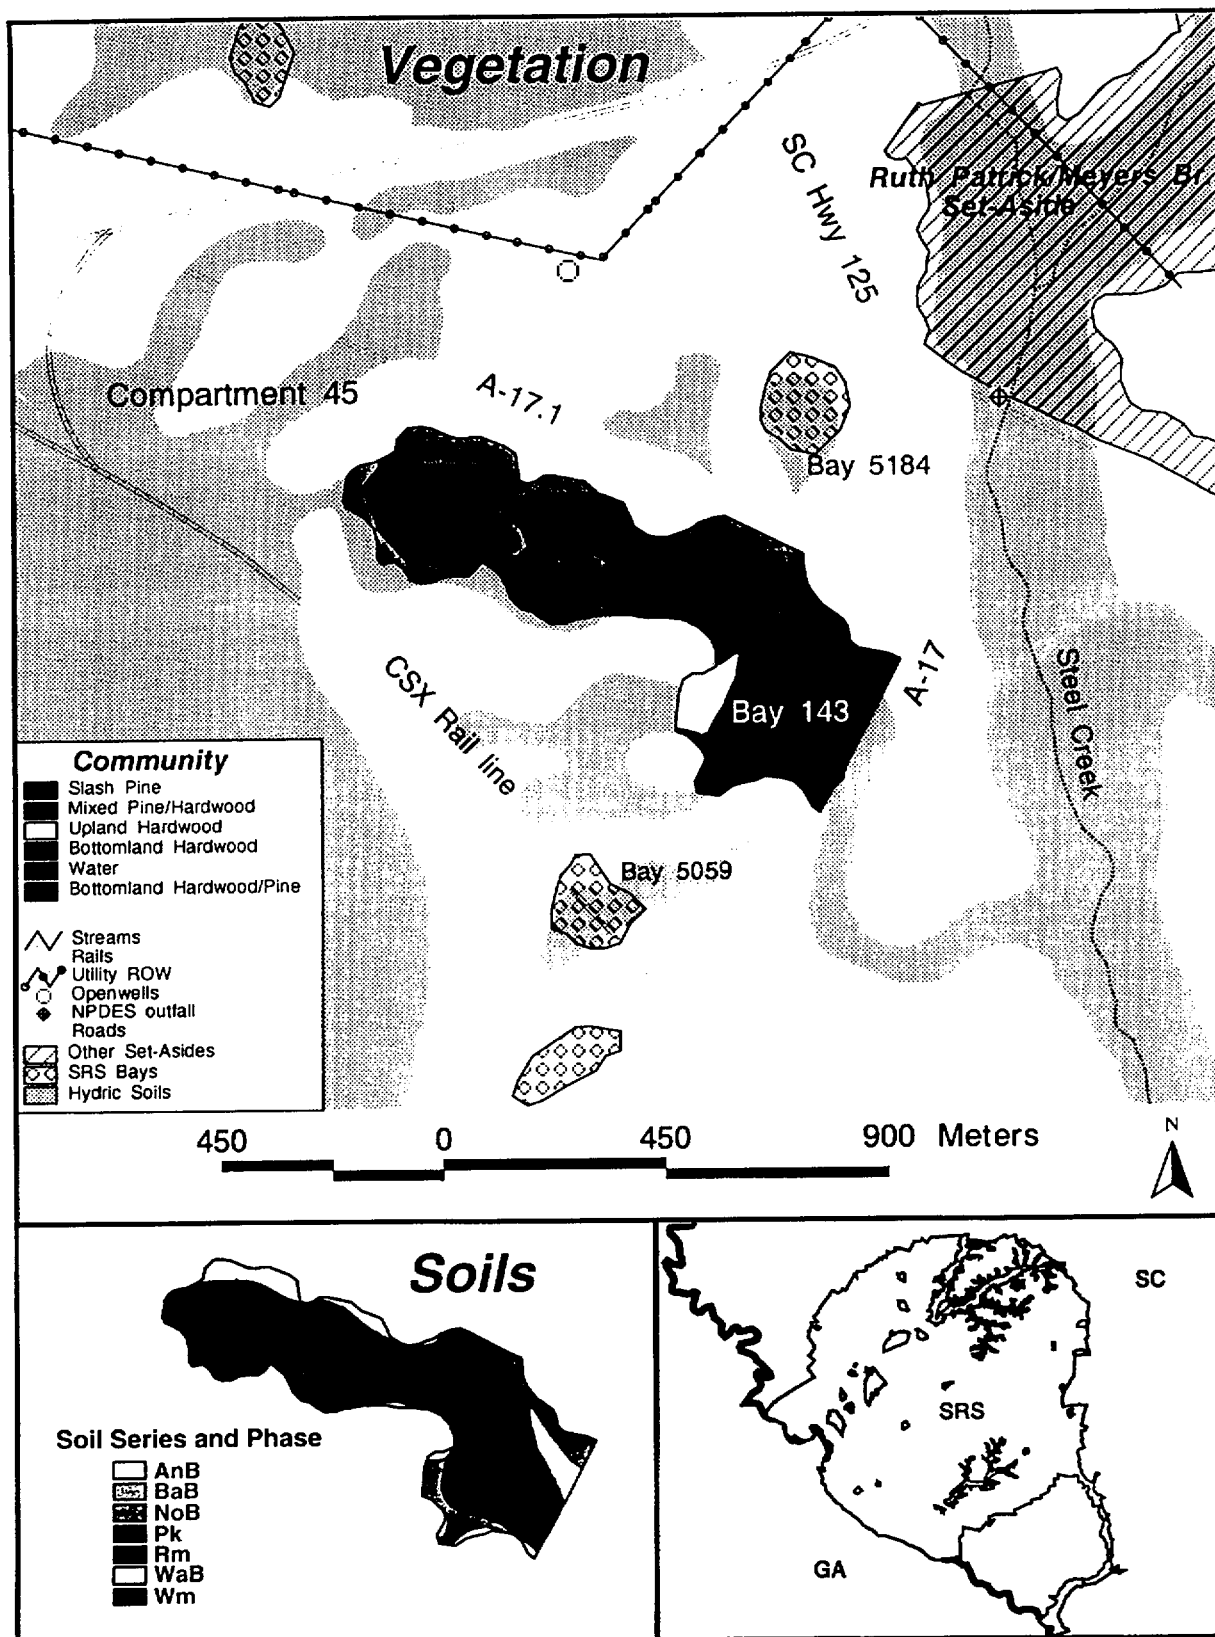 Vegetation
SC Hwy 125
Ruth Patrick/Meyers Br.
Set-Aside
Compartment 45
A-17.1
Bay 5184
A-17
CSX Rail line
Bay 143
Steel Creek
Bay 5059
Community
Slash Pine
Mixed Pine/Hardwood
Upland Hardwood
Bottomland Hardwood
Water
Bottomland Hardwood/Pine
Streams
Rails
Utility ROW
Openwells
NPDES outfall
Roads
Other Set-Asides
SRS Bays
Hydric Soils
450 0 450 900 Meters
N
Soils
Soil Series and Phase
AnB
BaB
NoB
Pk
Rm
WaB
Wm
SC
SRS
GA